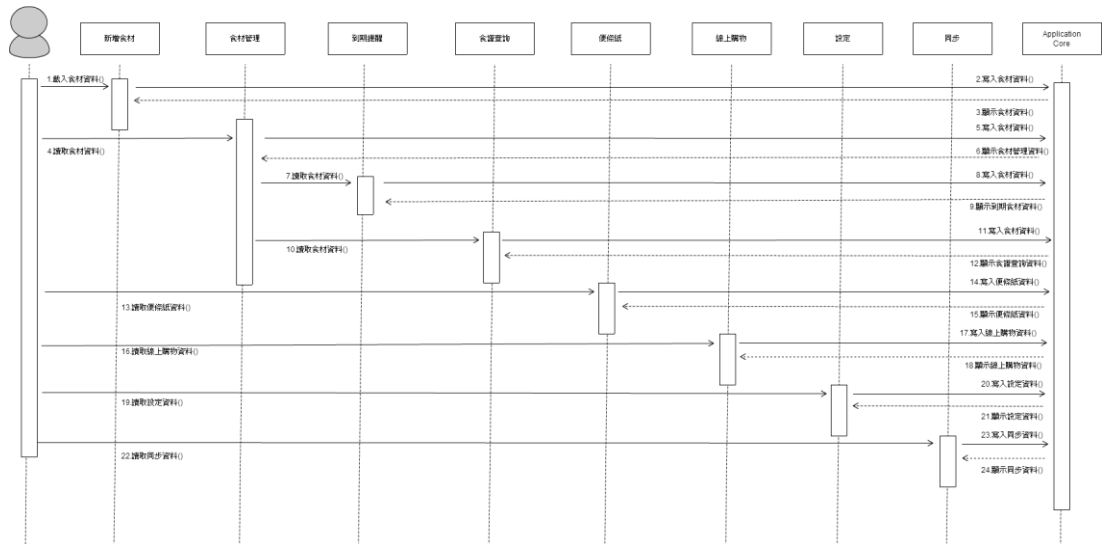 新增食材
食材管理
到期提醒
食譜查詢
便條紙
線上購物
設定
同步
Application
Core
1.載入食材資料()
2.寫入食材資料()
3.顯示食材資料()
4.讀取食材資料()
5.寫入食材資料()
6.顯示食材管理資料()
7.讀取食材資料()
8.寫入食材資料()
9.顯示到期食材資料()
10.讀取食材資料()
11.寫入食材資料()
12.顯示食譜查詢資料()
13.讀取便條紙資料()
14.寫入便條紙資料()
15.顯示便條紙資料()
16.讀取線上購物資料()
17.寫入線上購物資料()
18.顯示線上購物資料()
19.讀取設定資料()
20.寫入設定資料()
21.顯示設定資料()
22.讀取同步資料()
23.寫入同步資料()
24.顯示同步資料()